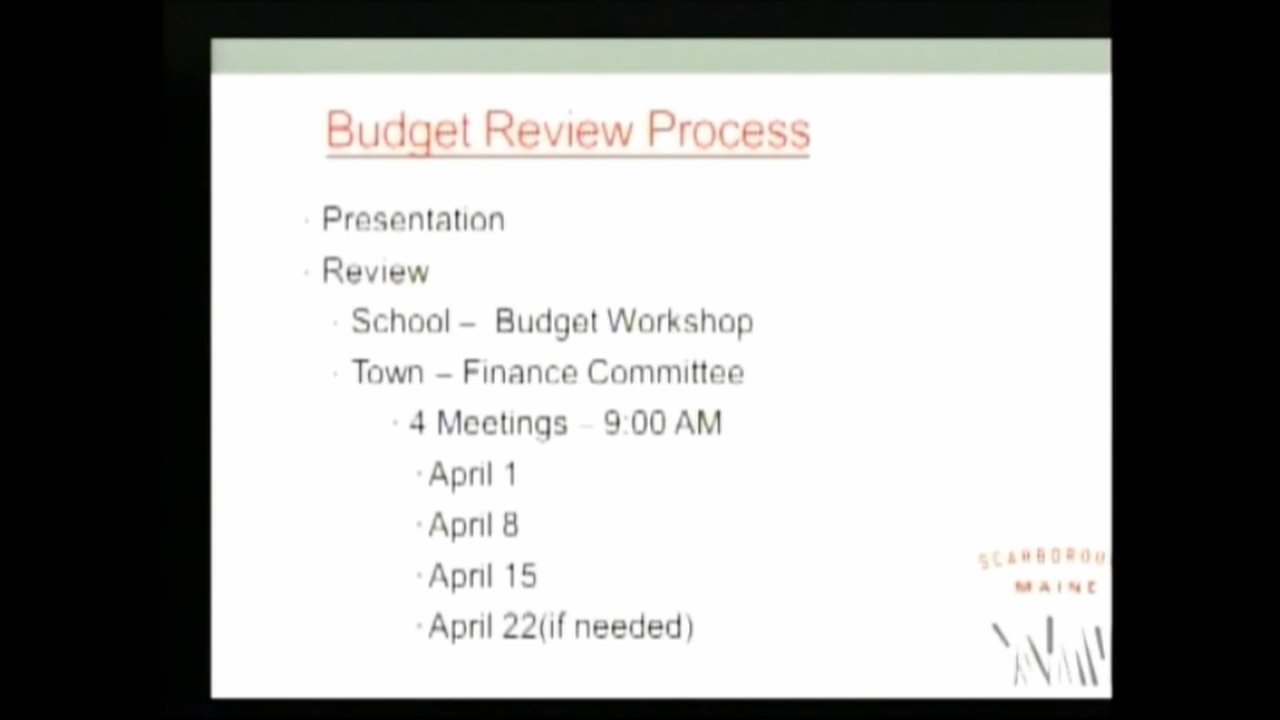 Budget Review Process
· Presentation
· Review
· School – Budget Workshop
· Town – Finance Committee
· 4 Meetings – 9:00 AM
· April 1
· April 8
· April 15
· April 22(if needed)
SCARBOROU
MAINE